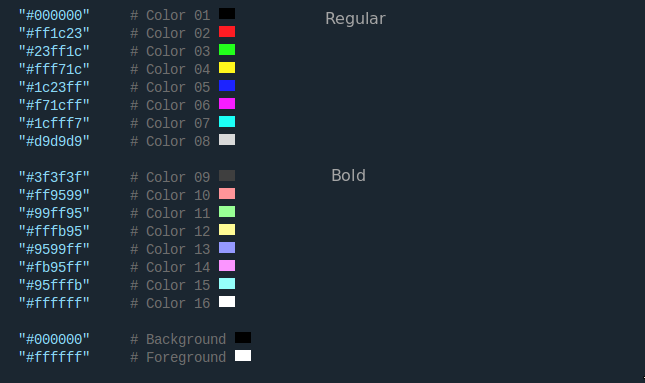 "#000000" # Color 01 Regular
"#ff1c23" # Color 02
"#23ff1c" # Color 03
"#fff71c" # Color 04
"#1c23ff" # Color 05
"#f71cff" # Color 06
"#1cfff7" # Color 07
"#d9d9d9" # Color 08
"#3f3f3f" # Color 09 Bold
"#ff9599" # Color 10
"#99ff95" # Color 11
"#fffb95" # Color 12
"#9599ff" # Color 13
"#fb95ff" # Color 14
"#95fffb" # Color 15
"#ffffff" # Color 16
"#000000" # Background
"#ffffff" # Foreground